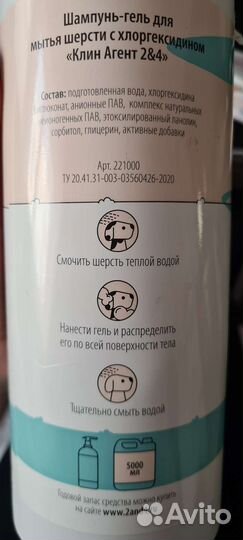 Шампунь-гель для
мытья шерсти с хлоргексидином
«Клин Агент 2&4»
Состав: подготовленная вода, хлоргексидина
биглюконат, анионные ПАВ, комплекс натуральных
неионогенных ПАВ, этоксилированный ланолин,
сорбитол, глицерин, активные добавки
Арт. 221000
ТУ 20.41.31-003-03560426-2020
Смочить шерсть теплой водой
Нанести гель и распределить
его по всей поверхности тела
Тщательно смыть водой
5000
МЛ
Годовой запас средства можно купить
на сайте
Avito